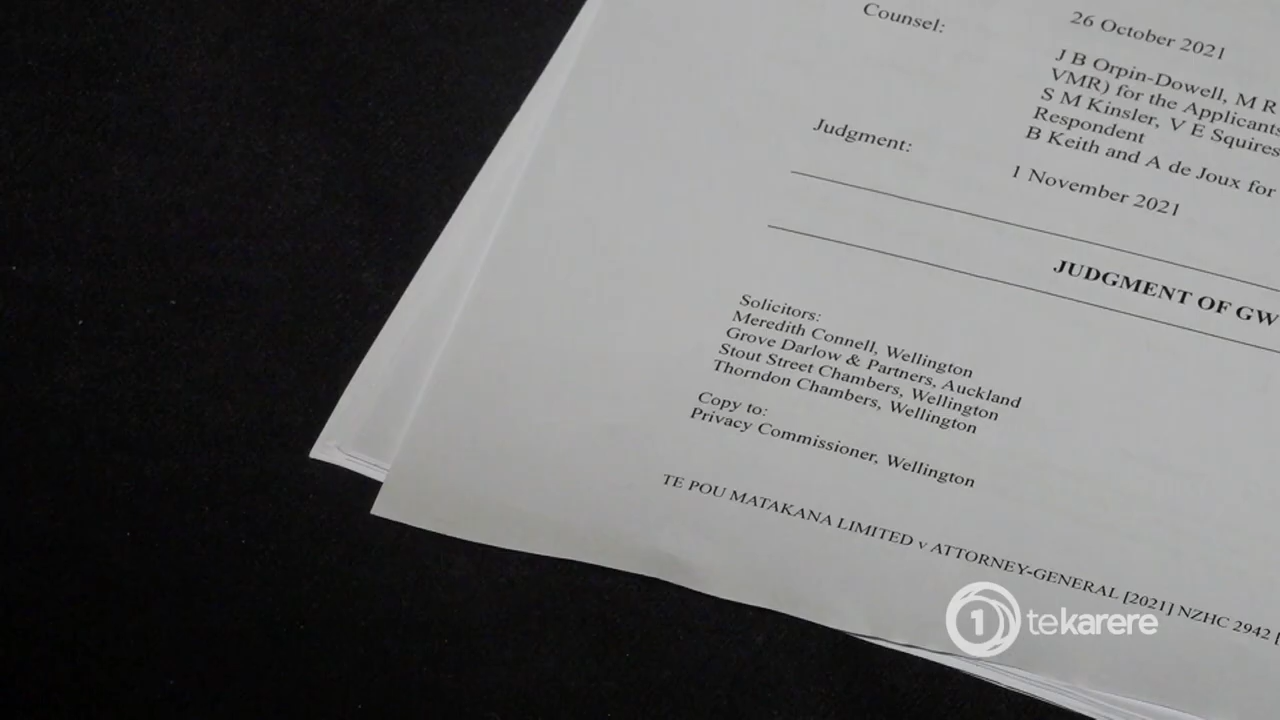 Counsel:
26 October 2021
J B Orpin-Dowell, M R
VMR) for the Applicants
S M Kinsler, V E Squires
Respondent
B Keith and A de Joux for
Judgment:
1 November 2021
JUDGMENT OF GW
Solicitors:
Meredith Connell, Wellington
Grove Darlow & Partners, Auckland
Stout Street Chambers, Wellington
Thorndon Chambers, Wellington
Copy to:
Privacy Commissioner, Wellington
TE POU MATAKANA LIMITED v ATTORNEY-GENERAL [2021] NZHC 2942 [
1 tekarere